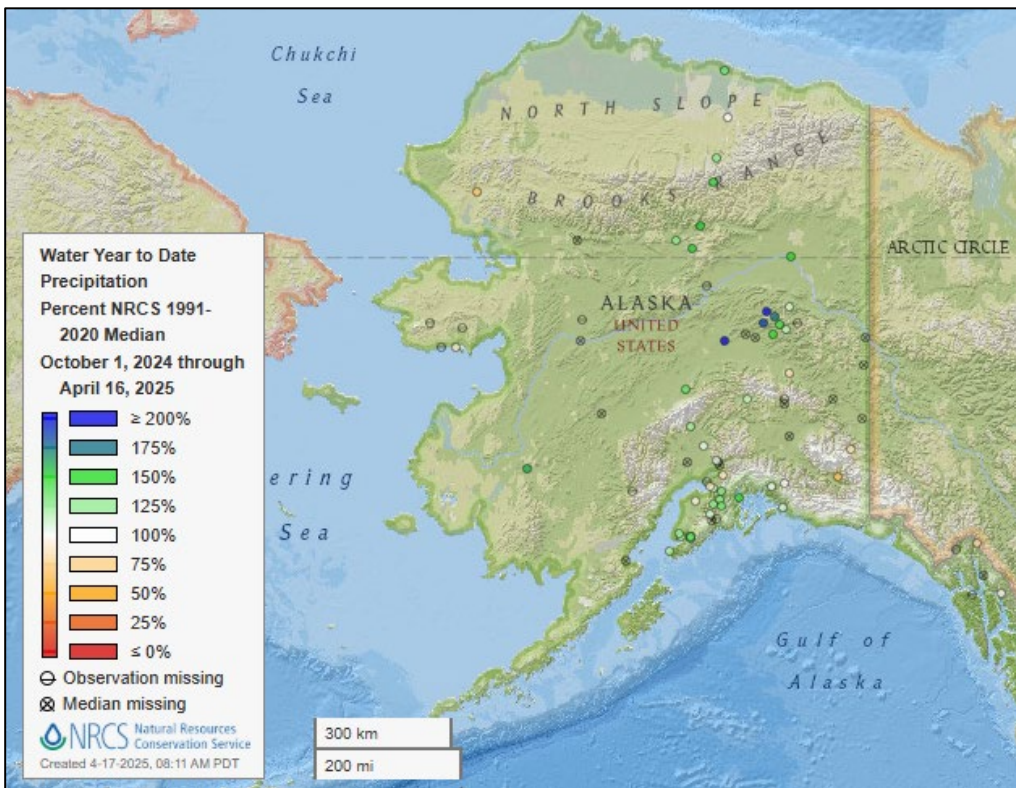 Chukchi
Sea
NORTH SLOPE
BROOKS RANGE
ARCTIC CIRCLE
ALASKA
UNITED
STATES
ering
Sea
Gulf of
Alaska
Water Year to Date
Precipitation
Percent NRCS 1991-
2020 Median
October 1, 2024 through
April 16, 2025
≥ 200%
175%
150%
125%
100%
75%
50%
25%
≤ 0%
Observation missing
Median missing
NRCS Natural Resources
Conservation Service
Created 4-17-2025, 08:11 AM PDT
300 km
200 mi